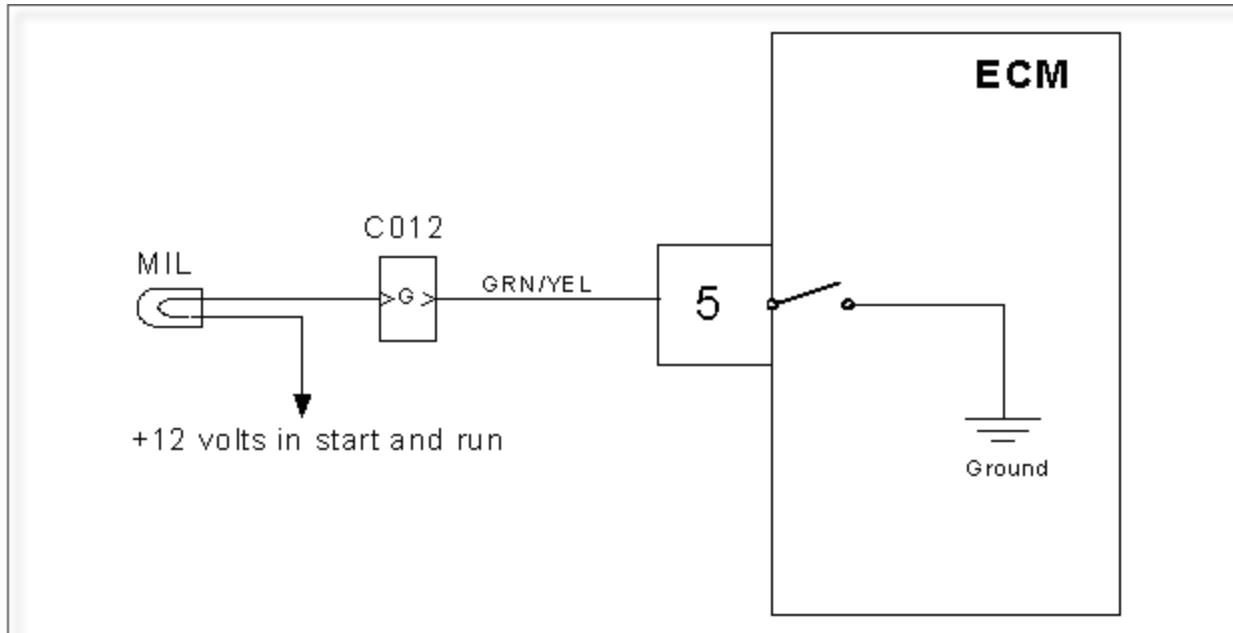 ECM
C012
MIL
G
GRN/YEL
5
+12 volts in start and run
Ground